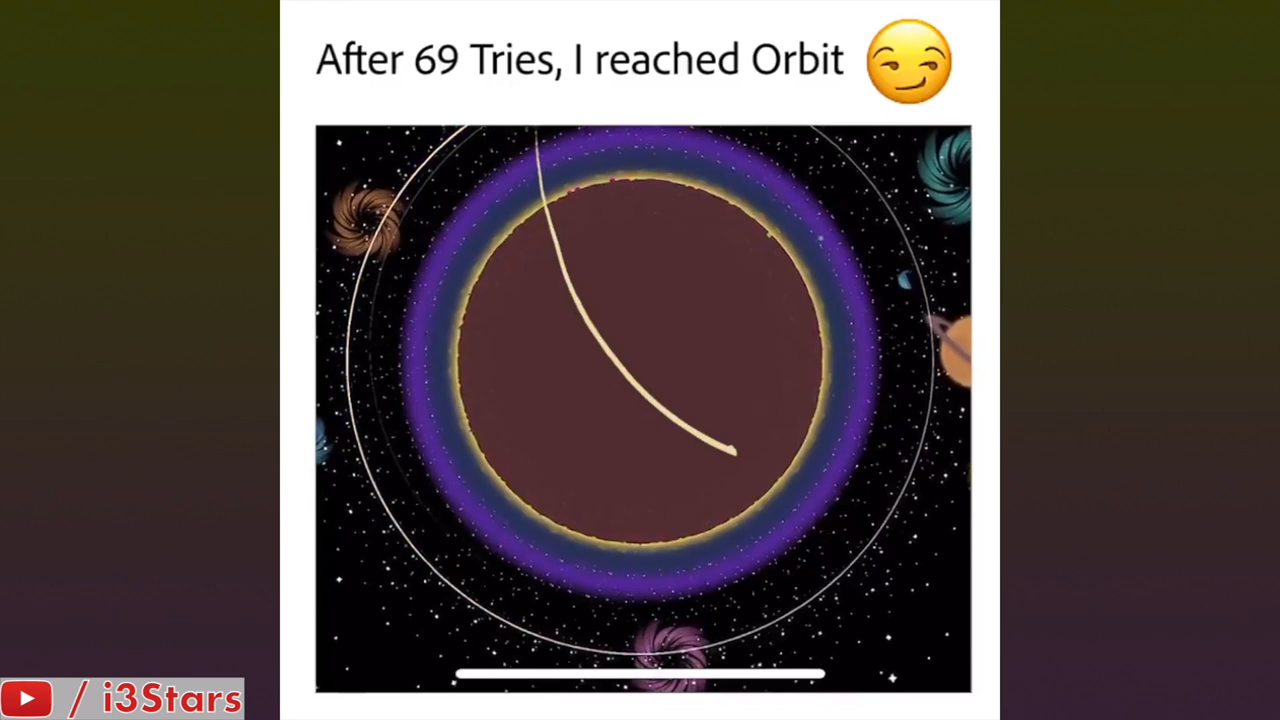 After 69 Tries, I reached Orbit 😏
/ i3Stars